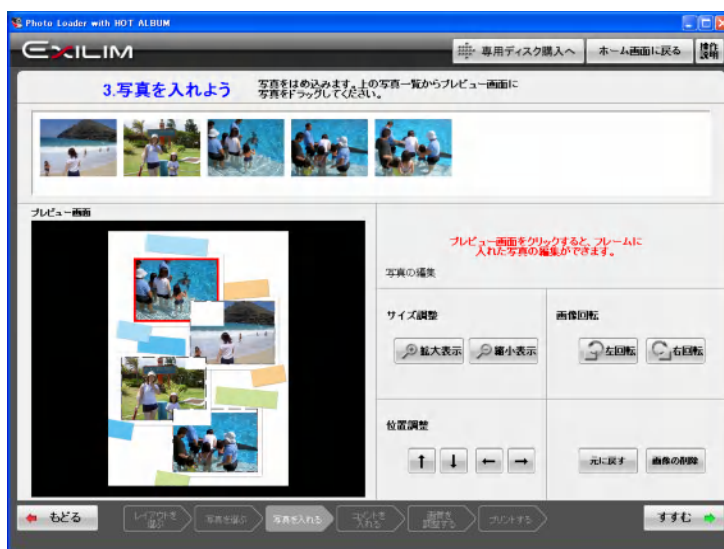 Photo Loader with HOT ALBUM
EXILIM
専用ディスク購入へ
ホーム画面に戻る
操作
説明
3.写真を入れよう
写真をはめ込みます。上の写真一覧からプレビュー画面に
写真をドラッグしてください。
プレビュー画面
プレビュー画面をクリックすると、フレームに
入れた写真の編集ができます。
写真の編集
サイズ調整
拡大表示
縮小表示
画像回転
左回転
右回転
位置調整
↑
↓
←
→
元に戻す
画像の削除
もどる
レイアウトを
選ぶ
写真を選ぶ
写真を入れる
コメントを
入れる
画質を
調整する
プリントする
すすむ